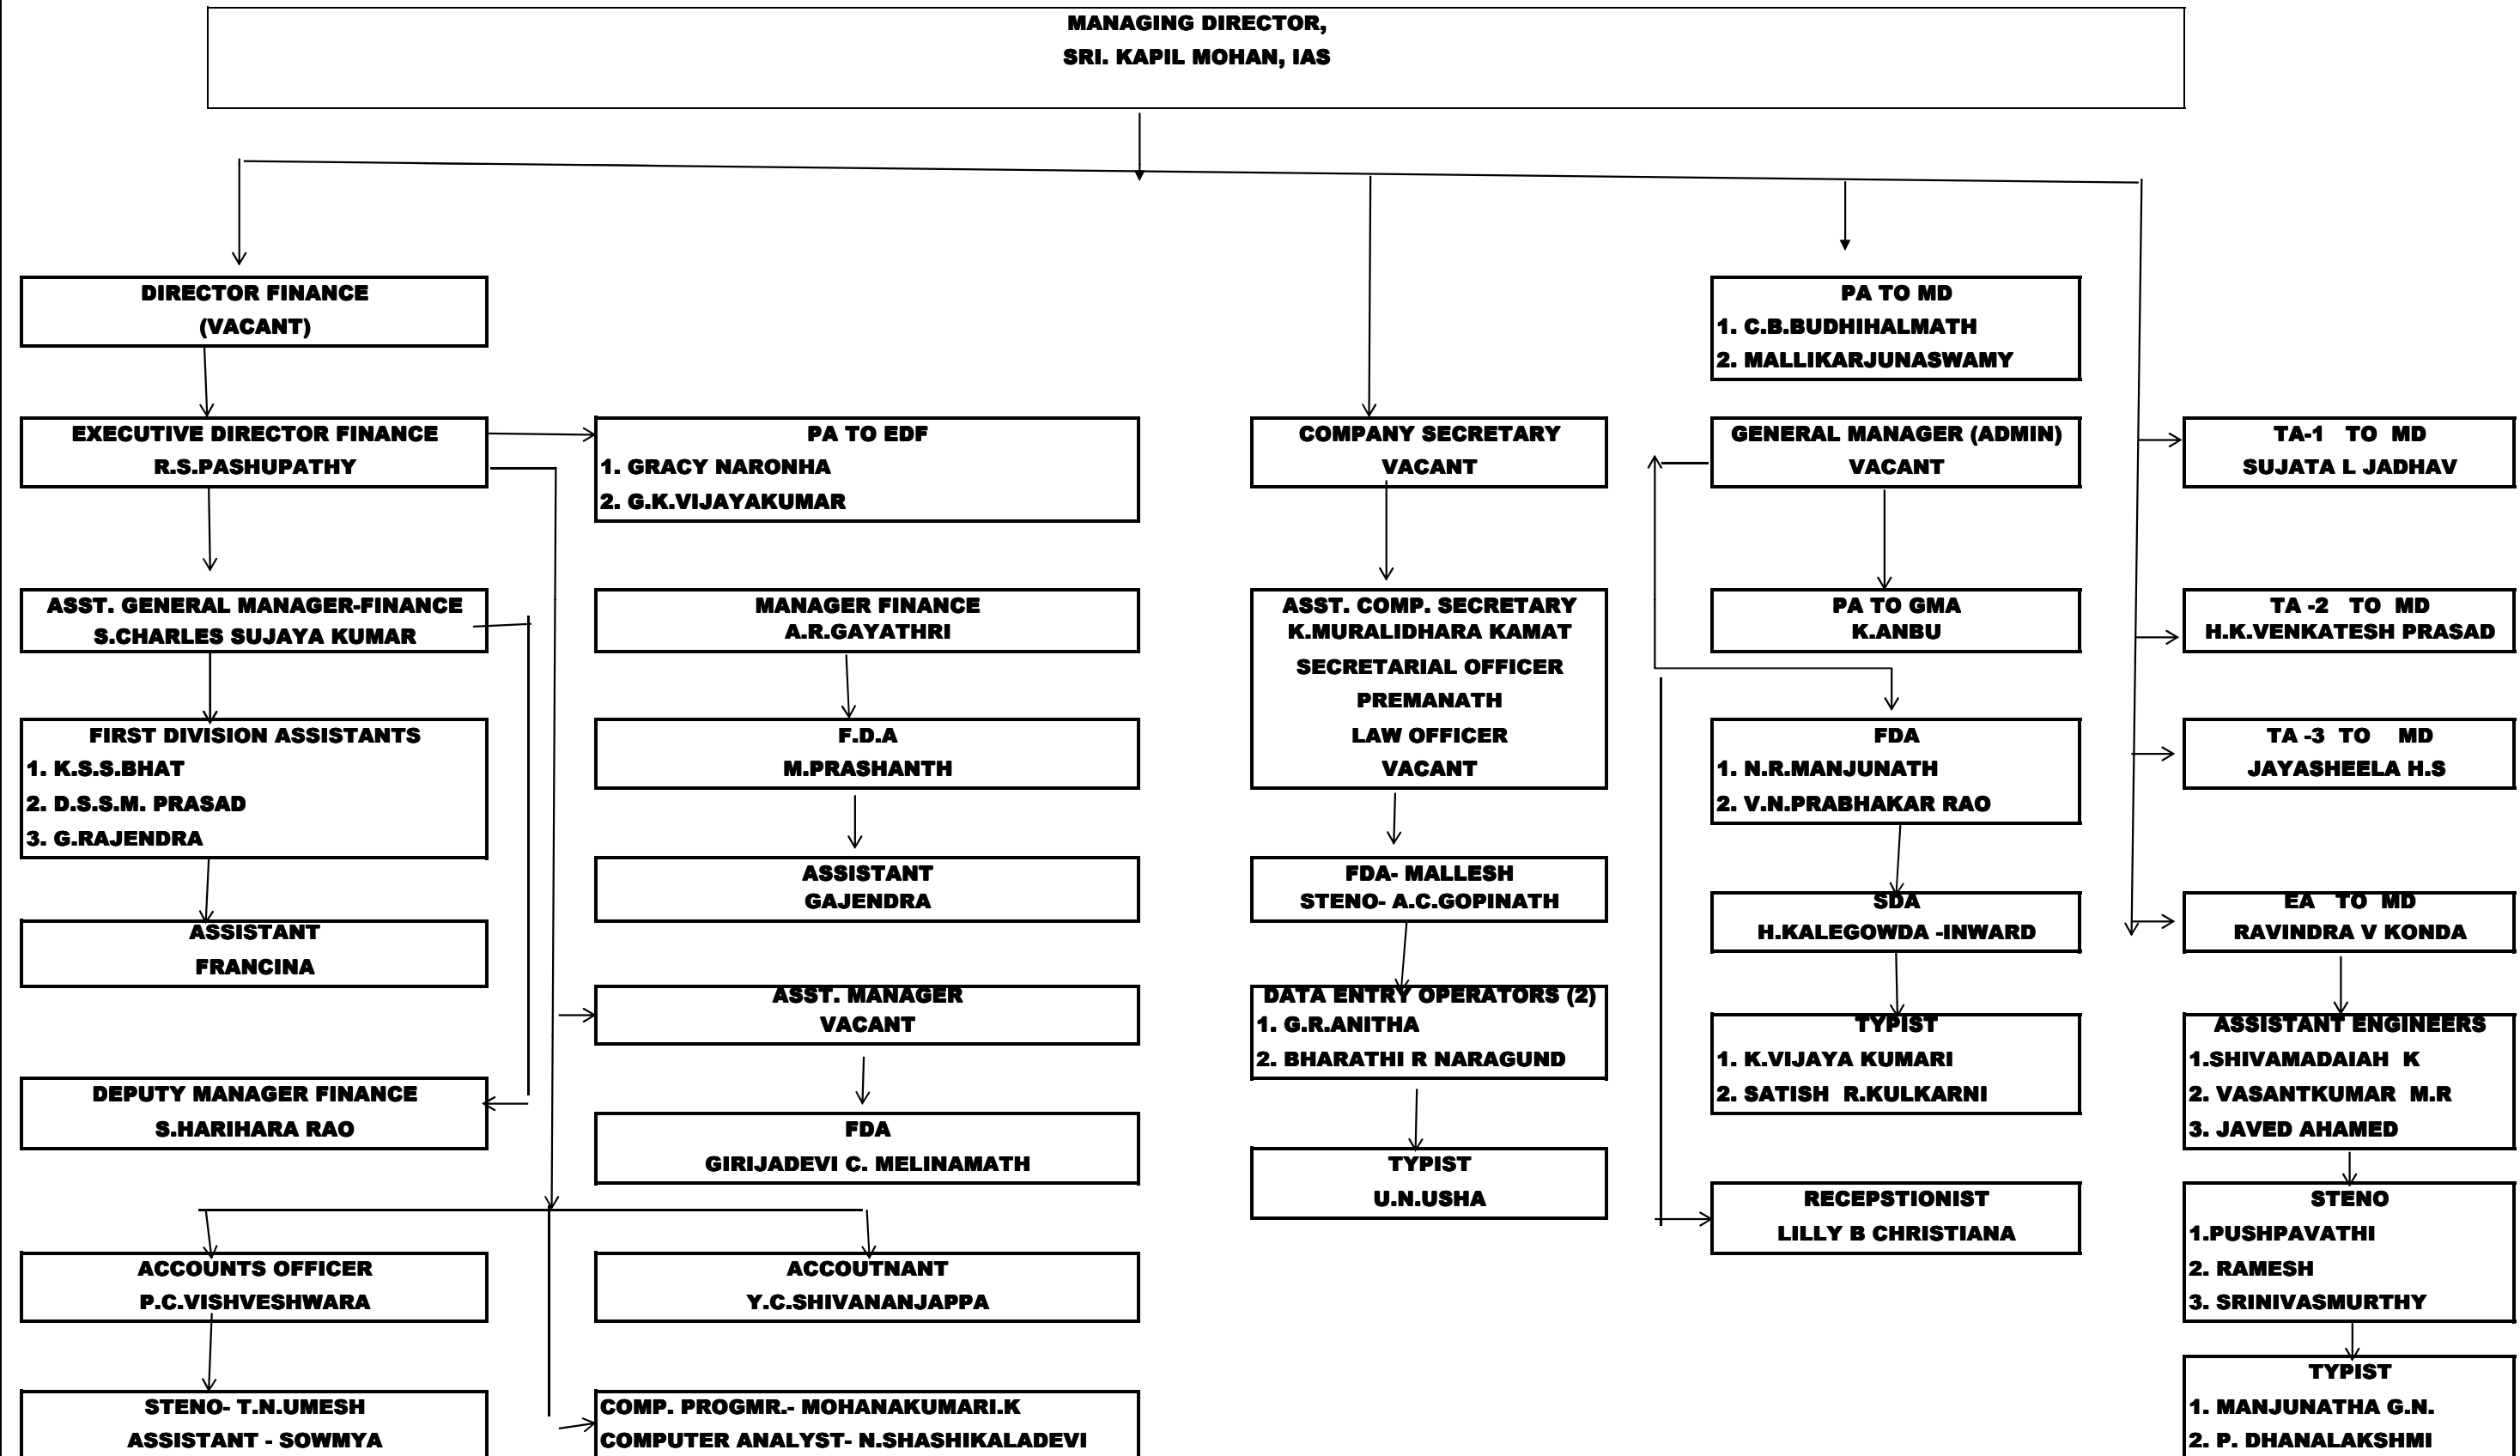 MANAGING DIRECTOR,
SRI. KAPIL MOHAN, IAS
DIRECTOR FINANCE
(VACANT)
PA TO MD
1. C.B.BUDHIHALMATH
2. MALLIKARJUNASWAMY
EXECUTIVE DIRECTOR FINANCE
R.S.PASHUPATHY
PA TO EDF
1. GRACY NARONHA
2. G.K.VIJAYAKUMAR
COMPANY SECRETARY
VACANT
GENERAL MANAGER (ADMIN)
VACANT
TA-1 TO MD
SUJATA L JADHAV
ASST. GENERAL MANAGER-FINANCE
S.CHARLES SUJAYA KUMAR
MANAGER FINANCE
A.R.GAYATHRI
ASST. COMP. SECRETARY
K.MURALIDHARA KAMAT
SECRETARIAL OFFICER
PREMANATH
LAW OFFICER
VACANT
PA TO GMA
K.ANBU
TA -2 TO MD
H.K.VENKATESH PRASAD
FIRST DIVISION ASSISTANTS
1. K.S.S.BHAT
2. D.S.S.M. PRASAD
3. G.RAJENDRA
F.D.A
M.PRASHANTH
FDA
1. N.R.MANJUNATH
2. V.N.PRABHAKAR RAO
TA -3 TO MD
JAYASHEELA H.S
ASSISTANT
GAJENDRA
FDA- MALLESH
STENO- A.C.GOPINATH
SDA
H.KALEGOWDA -INWARD
EA TO MD
RAVINDRA V KONDA
ASSISTANT
FRANCINA
ASST. MANAGER
VACANT
DATA ENTRY OPERATORS (2)
1. G.R.ANITHA
2. BHARATHI R NARAGUND
TYPIST
1. K.VIJAYA KUMARI
2. SATISH R.KULKARNI
ASSISTANT ENGINEERS
1.SHIVAMADAIAH K
2. VASANTKUMAR M.R
3. JAVED AHAMED
DEPUTY MANAGER FINANCE
S.HARIHARA RAO
FDA
GIRIJADEVI C. MELINAMATH
TYPIST
U.N.USHA
RECEPSTIONIST
LILLY B CHRISTIANA
STENO
1.PUSHPAVATHI
2. RAMESH
3. SRINIVASMURTHY
ACCOUNTS OFFICER
P.C.VISHVESHWARA
ACCOUTNANT
Y.C.SHIVANANJAPPA
TYPIST
1. MANJUNATHA G.N.
2. P. DHANALAKSHMI
STENO- T.N.UMESH
ASSISTANT - SOWMYA
COMP. PROGMR.- MOHANAKUMARI.K
COMPUTER ANALYST- N.SHASHIKALADEVI